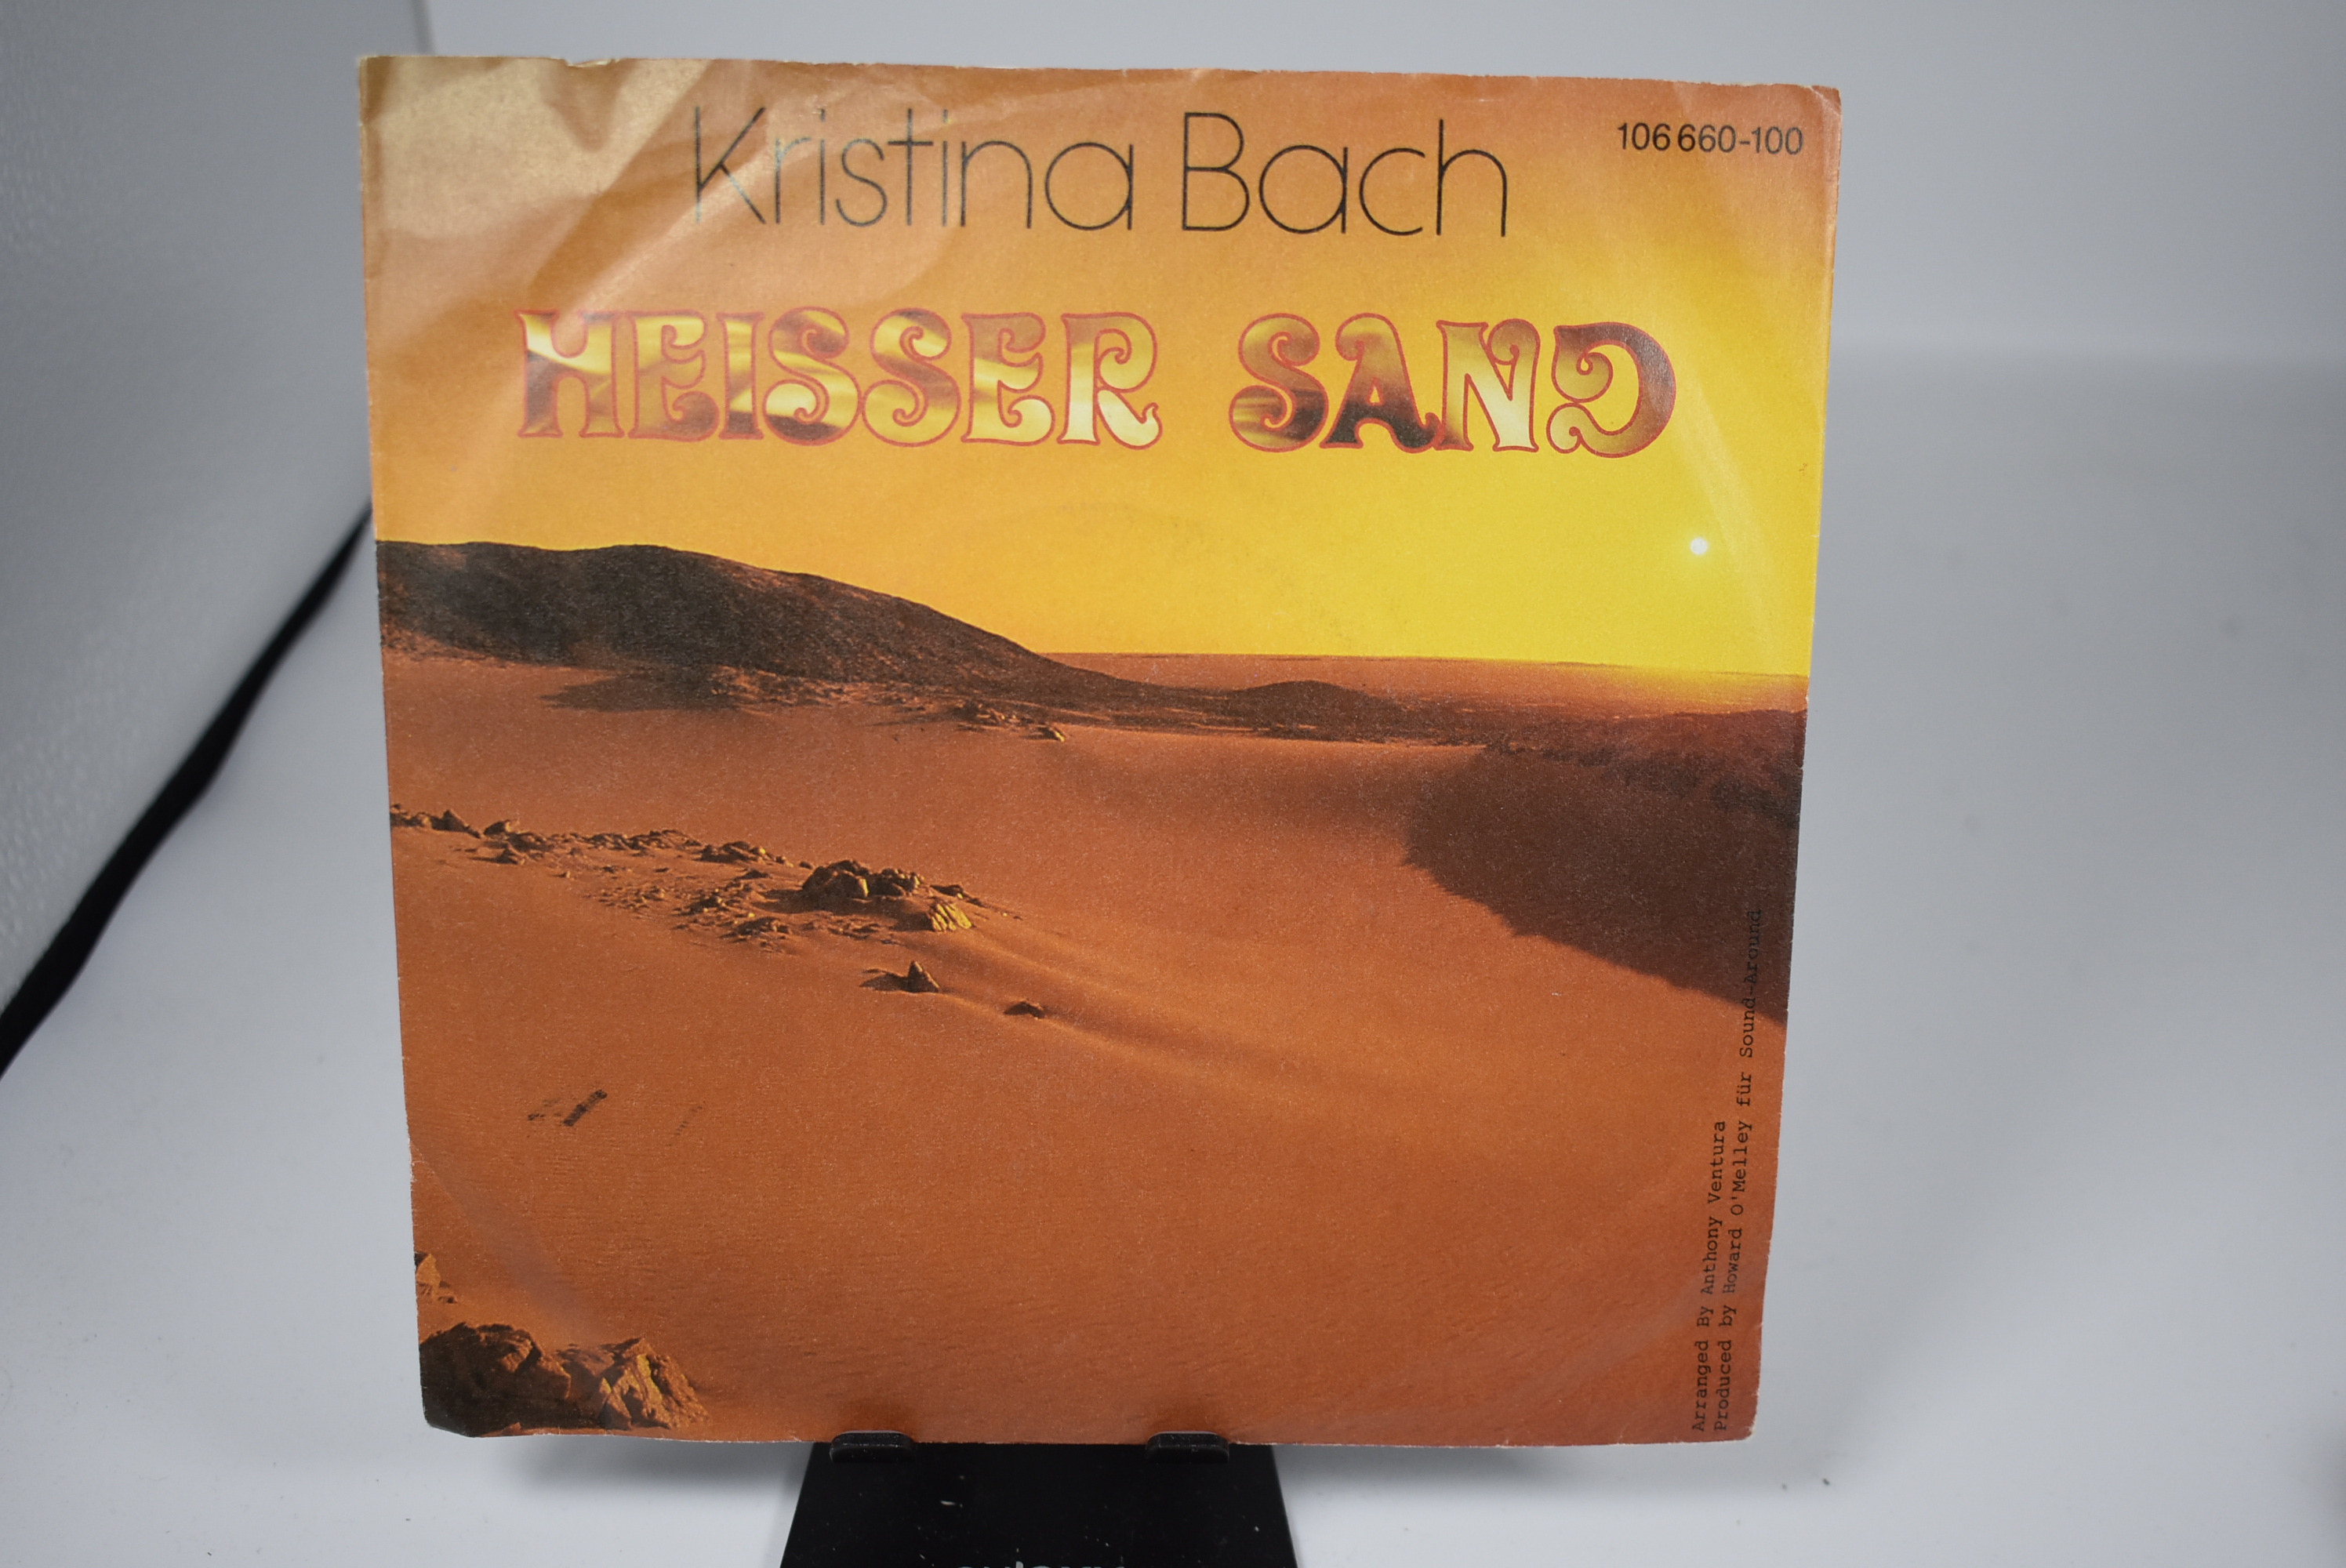 Kristina Bach
106 660-100
HEISSER SAND
Arranged By Anthony Ventura
Produced by Howard O'Melley für Sound-Around